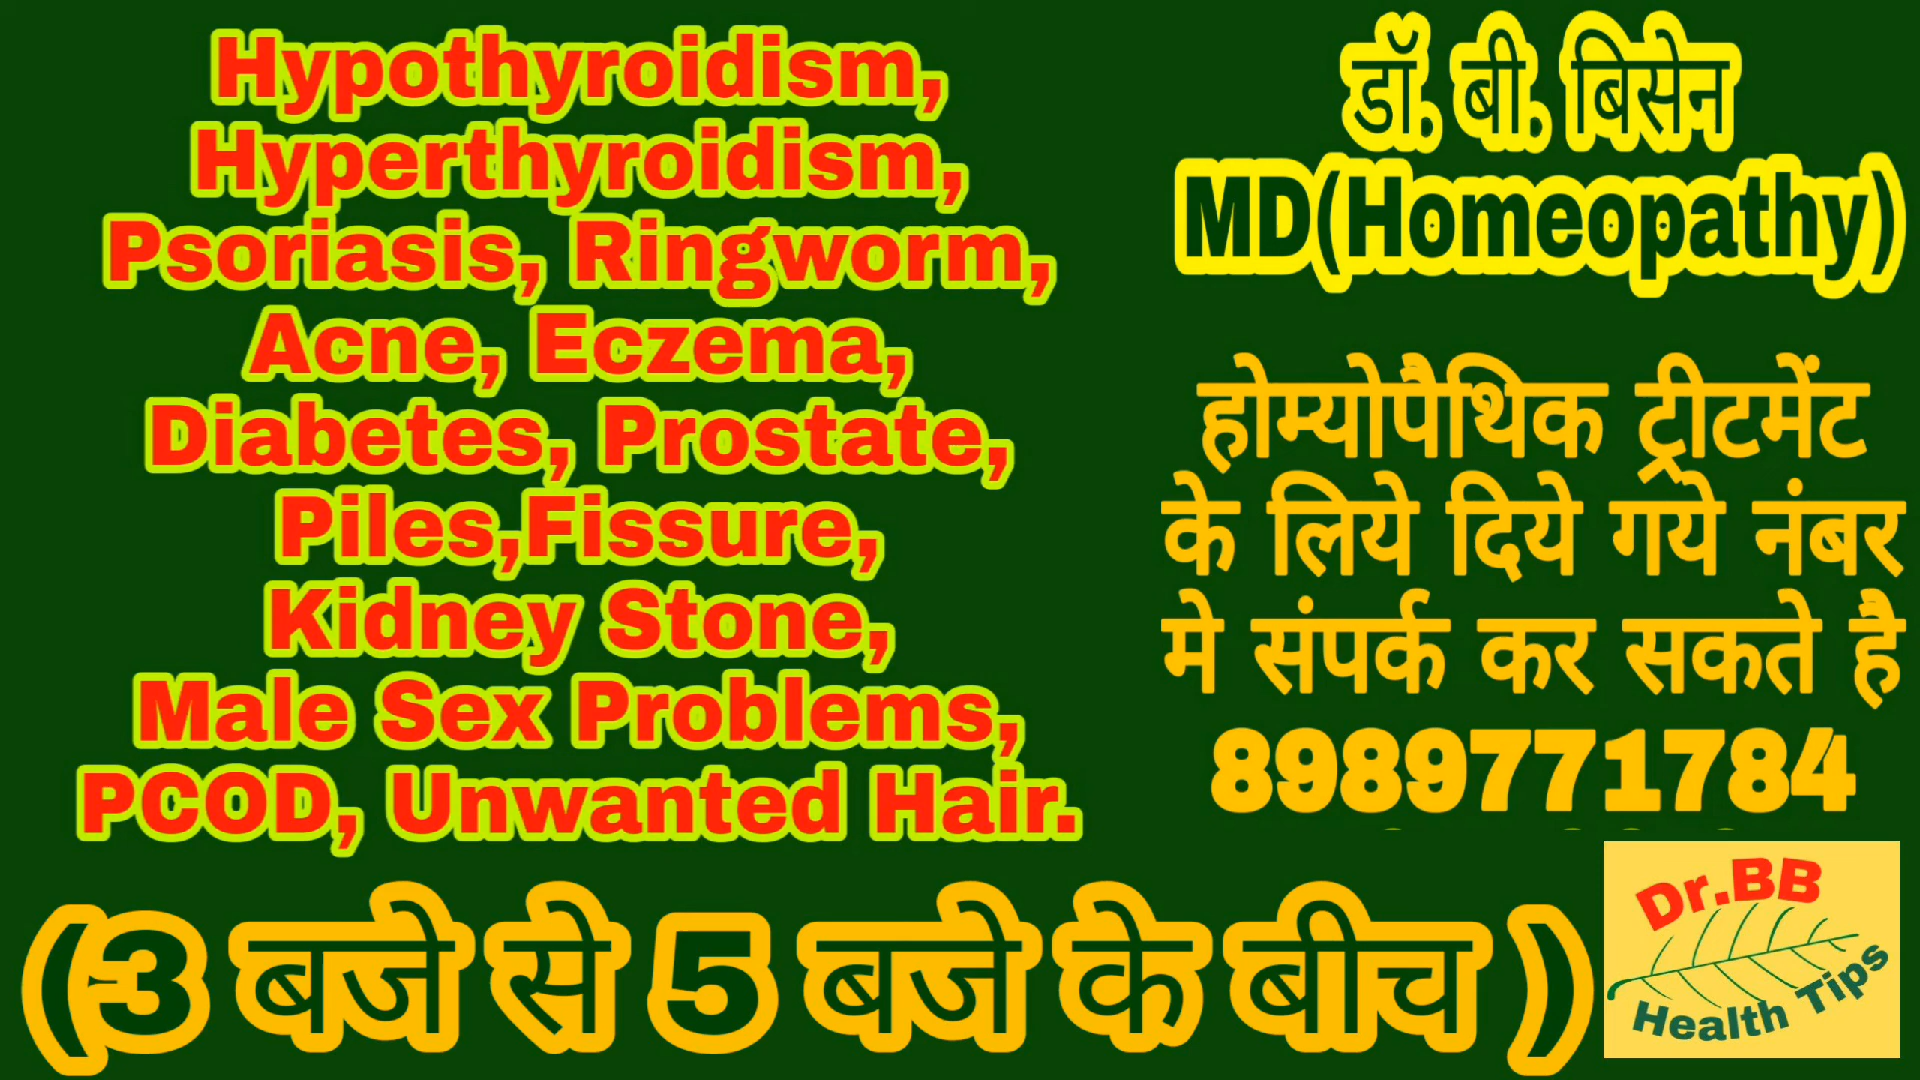 Hypothyroidism,
Hyperthyroidism,
Psoriasis, Ringworm,
Acne, Eczema,
Diabetes, Prostate,
Piles,Fissure,
Kidney Stone,
Male Sex Problems,
PCOD, Unwanted Hair.
डॉ. बी. बिसेन
MD(Homeopathy)
होम्योपैथिक ट्रीटमेंट
के लिये दिये गये नंबर
मे संपर्क कर सकते है
8989771784
(3 बजे से 5 बजे के बीच )
Dr.BB
Health Tips